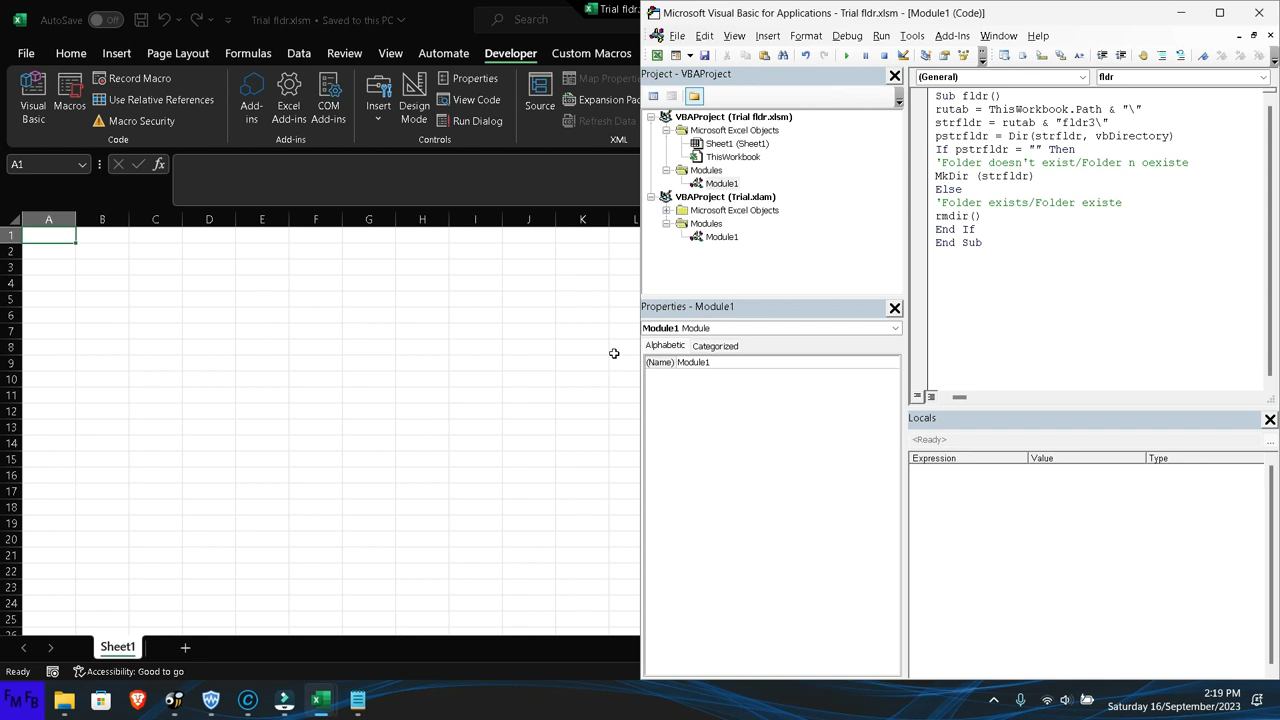 AutoSave Off Trial fldr.xlsm • Saved to this PC Search Trial fldr
File Home Insert Page Layout Formulas Data Review View Automate Developer Custom Macros
Visual Basic
Macros
Record Macro
Use Relative References
Macro Security
Code
Add-ins
Excel Add-ins
COM Add-ins
Add-ins
Insert
Design Mode
Properties
View Code
Run Dialog
Controls
Source
Map Properties
Expansion Packs
Refresh Data
XML
A1 fx
A B C D E F G H I J K L
1
2
3
4
5
6
7
8
9
10
11
12
13
14
15
16
17
18
19
20
21
22
23
24
25
Sheet1
Ready Accessibility: Good to go
Microsoft Visual Basic for Applications - Trial fldr.xlsm - [Module1 (Code)]
File Edit View Insert Format Debug Run Tools Add-Ins Window Help
Project - VBAProject
VBAProject (Trial fldr.xlsm)
Microsoft Excel Objects
Sheet1 (Sheet1)
ThisWorkbook
Modules
Module1
VBAProject (Trial.xlam)
Microsoft Excel Objects
Modules
Module1
Properties - Module1
Module1 Module
Alphabetic Categorized
(Name) Module1
(General) fldr
Sub fldr()
rutab = ThisWorkbook.Path & "\"
strfldr = rutab & "fldr3\"
pstrfldr = Dir(strfldr, vbDirectory)
If pstrfldr = "" Then
'Folder doesn't exist/Folder n oexiste
MkDir (strfldr)
Else
'Folder exists/Folder existe
rmdir()
End If
End Sub
Locals
<Ready> ...
Expression Value Type
FM FB
2:19 PM
Saturday 16/September/2023